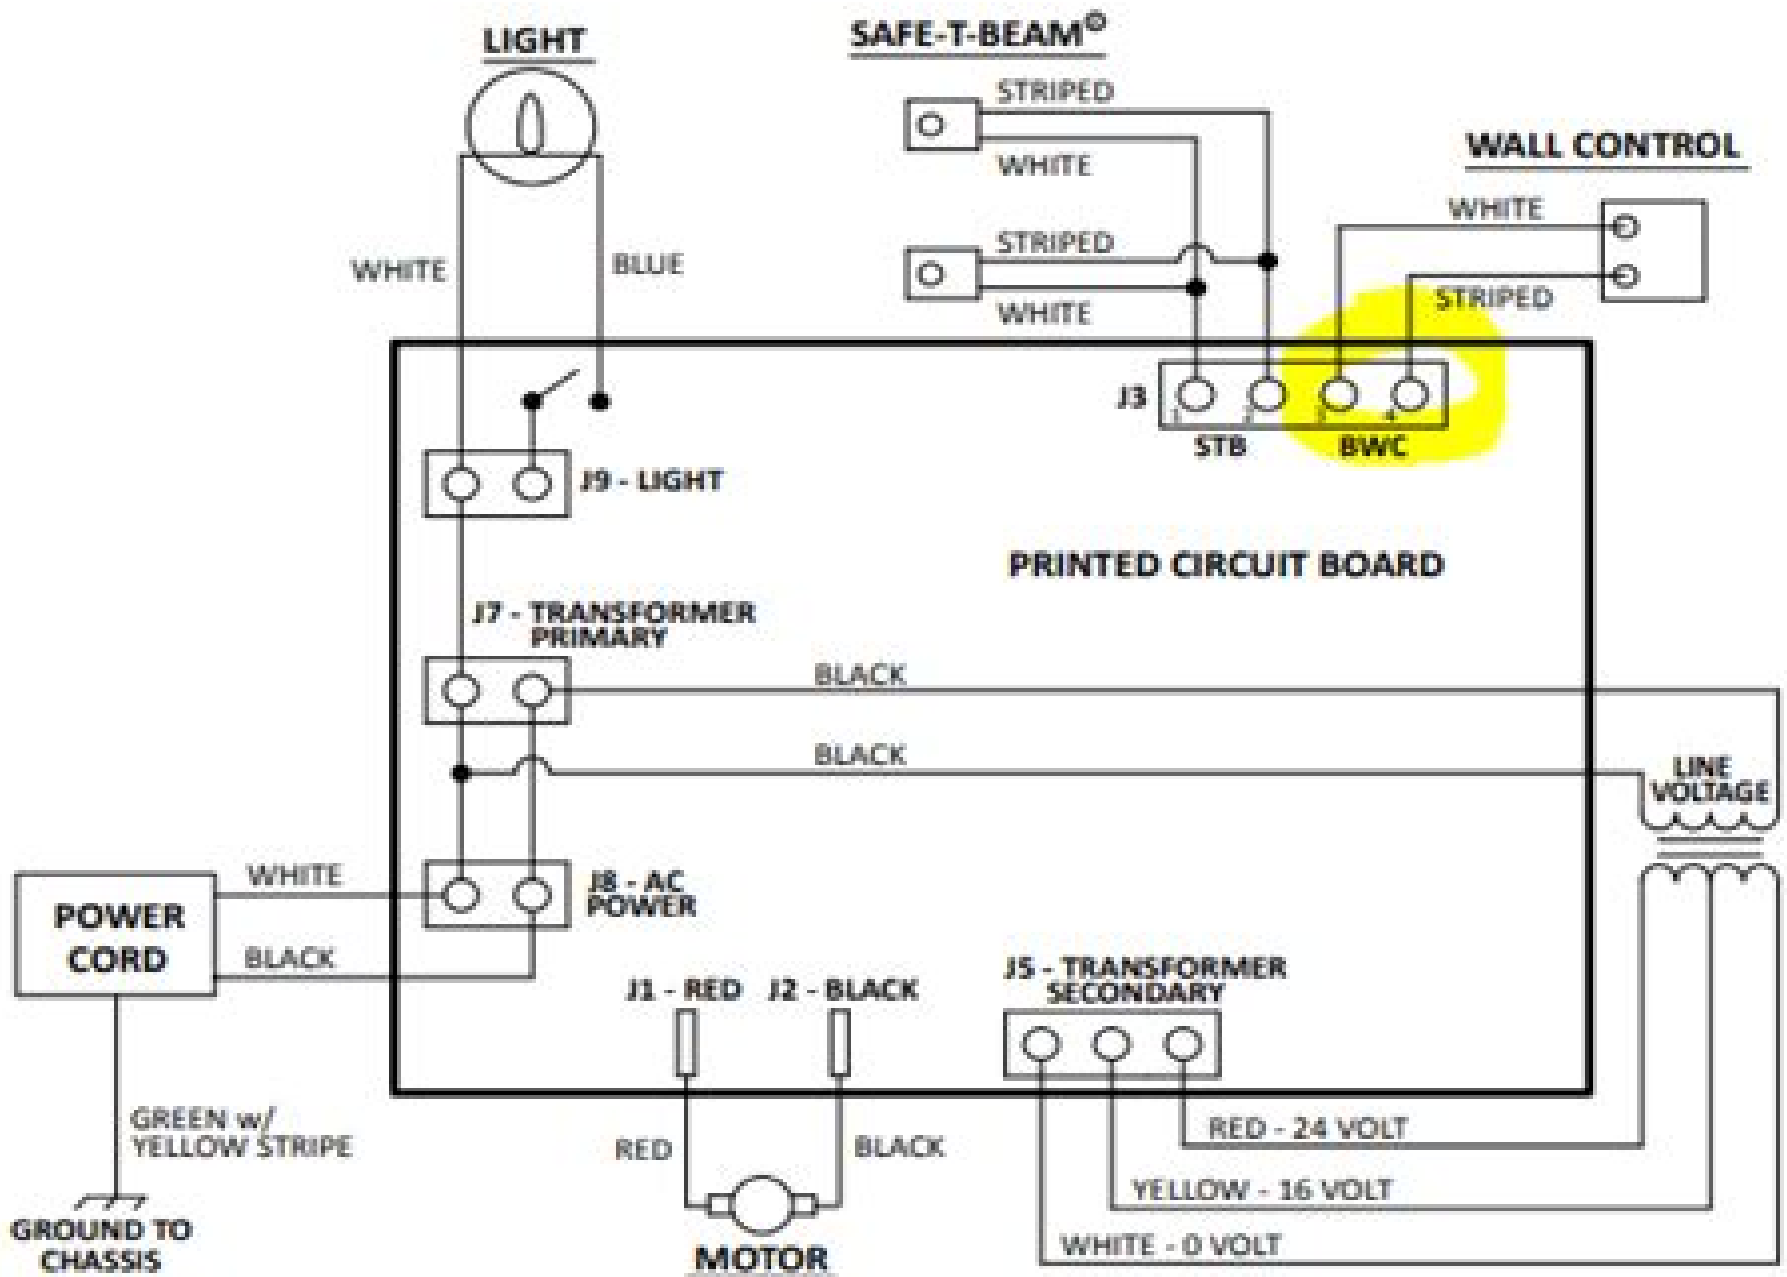 LIGHT
SAFE-T-BEAM®
STRIPED
WHITE
WALL CONTROL
WHITE
STRIPED
STRIPED
WHITE
WHITE
BLUE
J3
1 2 3 4
STB BWC
J9 - LIGHT
PRINTED CIRCUIT BOARD
J7 - TRANSFORMER
PRIMARY
BLACK
BLACK
LINE
VOLTAGE
WHITE
J8 - AC
POWER
POWER
CORD
BLACK
J1 - RED J2 - BLACK
J5 - TRANSFORMER
SECONDARY
GREEN w/
YELLOW STRIPE
RED
BLACK
RED - 24 VOLT
YELLOW - 16 VOLT
WHITE - 0 VOLT
GROUND TO
CHASSIS
MOTOR